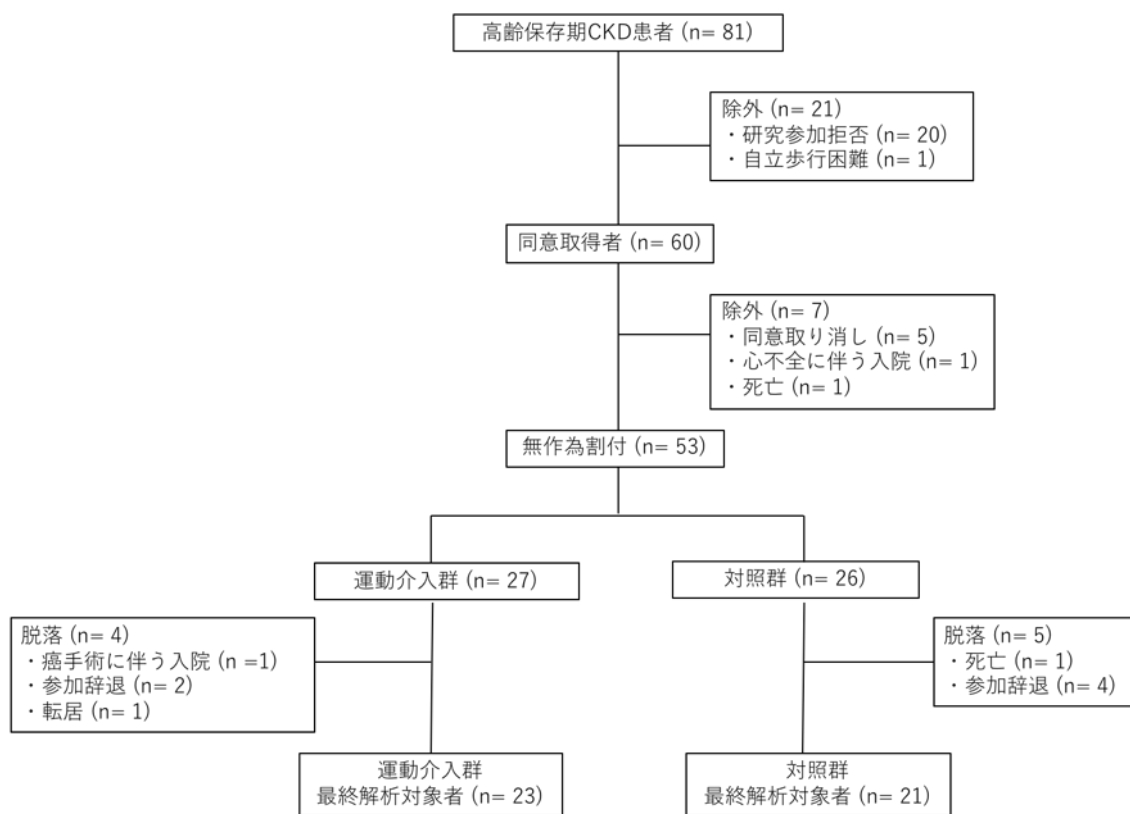 高齢保存期CKD患者 (n= 81)
除外 (n= 21)
・研究参加拒否 (n= 20)
・自立歩行困難 (n= 1)
同意取得者 (n= 60)
除外 (n= 7)
・同意取り消し (n= 5)
・心不全に伴う入院 (n= 1)
・死亡 (n= 1)
無作為割付 (n= 53)
運動介入群 (n= 27)
対照群 (n= 26)
脱落 (n= 4)
・癌手術に伴う入院 (n =1)
・参加辞退 (n= 2)
・転居 (n= 1)
脱落 (n= 5)
・死亡 (n= 1)
・参加辞退 (n= 4)
運動介入群
最終解析対象者 (n= 23)
対照群
最終解析対象者 (n= 21)